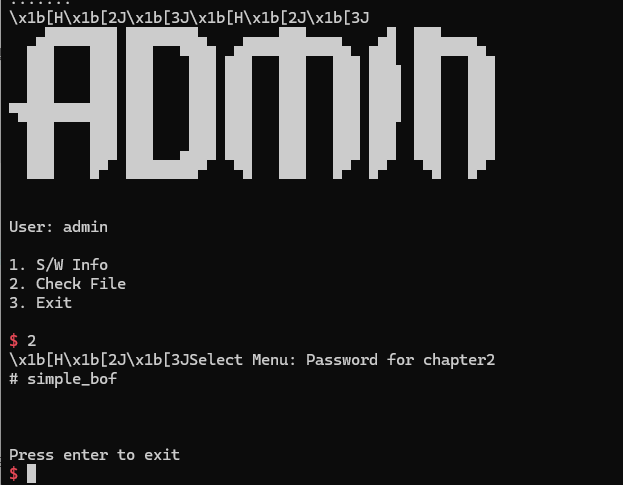 .......
\x1b[H\x1b[2J\x1b[3J\x1b[H\x1b[2J\x1b[3J
ADMIN
User: admin
1. S/W Info
2. Check File
3. Exit
$ 2
\x1b[H\x1b[2J\x1b[3JSelect Menu: Password for chapter2
# simple_bof
Press enter to exit
$